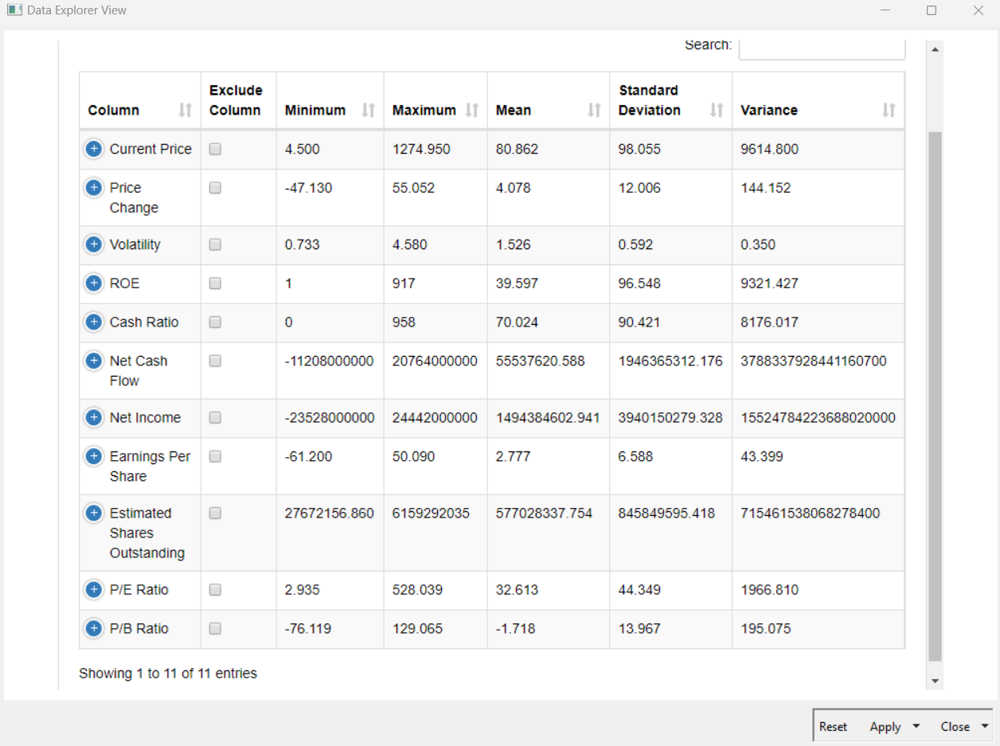 Data Explorer View
Search:
Column Exclude Column Minimum Maximum Mean Standard Deviation Variance
Current Price 4.500 1274.950 80.862 98.055 9614.800
Price Change -47.130 55.052 4.078 12.006 144.152
Volatility 0.733 4.580 1.526 0.592 0.350
ROE 1 917 39.597 96.548 9321.427
Cash Ratio 0 958 70.024 90.421 8176.017
Net Cash Flow -11208000000 20764000000 55537620.588 1946365312.176 3788337928441160700
Net Income -23528000000 24442000000 1494384602.941 3940150279.328 15524784223688020000
Earnings Per Share -61.200 50.090 2.777 6.588 43.399
Estimated Shares Outstanding 27672156.860 6159292035 577028337.754 845849595.418 715461538068278400
P/E Ratio 2.935 528.039 32.613 44.349 1966.810
P/B Ratio -76.119 129.065 -1.718 13.967 195.075
Showing 1 to 11 of 11 entries
Reset Apply Close